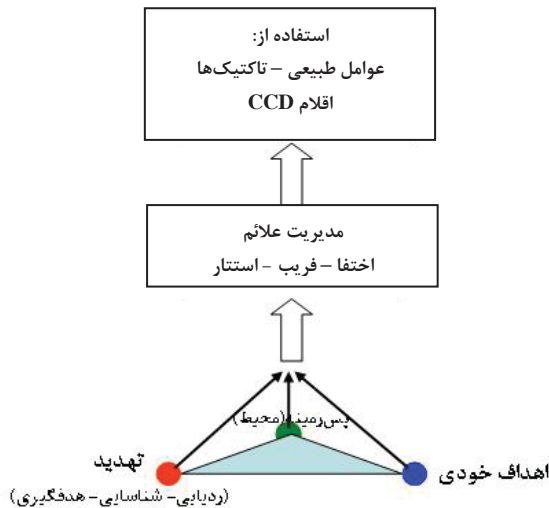 استفاده از:
عوامل طبیعی – تاکتیک‌ها
اقلام CCD
مدیریت علائم
اختفا – فریب - استتار
پس‌زمینه(محیط)
تهدید
اهداف خودی
(ردیابی- شناسایی- هدفگیری)